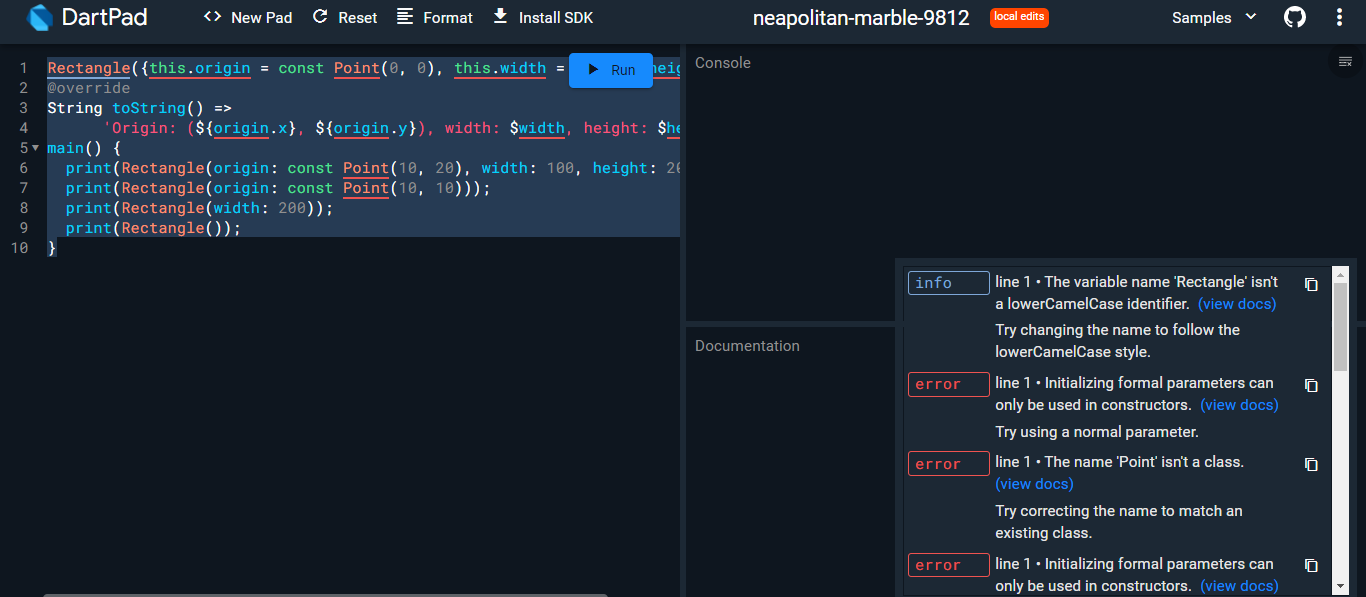 DartPad
<> New Pad
Reset
Format
Install SDK
neapolitan-marble-9812
local edits
Samples
1 Rectangle({this.origin = const Point(0, 0), this.width =
Run
2 @override
3 String toString() =>
4 'Origin: (${origin.x}, ${origin.y}), width: $width, height: $he
5 main() {
6 print(Rectangle(origin: const Point(10, 20), width: 100, height: 20
7 print(Rectangle(origin: const Point(10, 10)));
8 print(Rectangle(width: 200));
9 print(Rectangle());
10 }
Console
Documentation
info
line 1 • The variable name 'Rectangle' isn't
a lowerCamelCase identifier. (view docs)
Try changing the name to follow the
lowerCamelCase style.
error
line 1 • Initializing formal parameters can
only be used in constructors. (view docs)
Try using a normal parameter.
error
line 1 • The name 'Point' isn't a class.
(view docs)
Try correcting the name to match an
existing class.
error
line 1 • Initializing formal parameters can
only be used in constructors. (view docs)